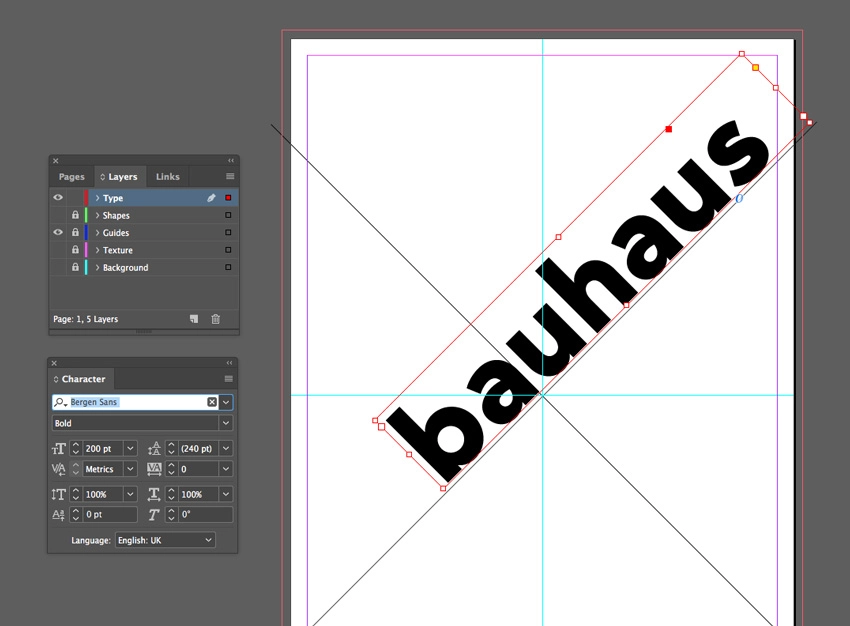 Pages Layers Links
Type
Shapes
Guides
Texture
Background
Page: 1, 5 Layers
Character
Bergen Sans
Bold
200 pt (240 pt)
Metrics 0
100% 100%
0 pt 0°
Language: English: UK
bauhaus